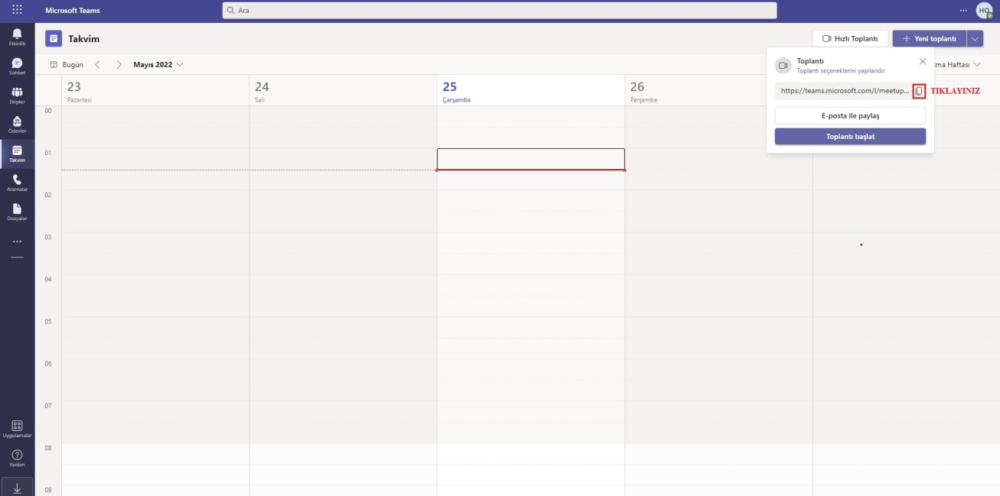 Microsoft Teams
Ara
HO
Etkinlik
Sohbet
Ekipler
Ödevler
Takvim
Aramalar
Dosyalar
Uygulamalar
Yardım
Takvim
Hızlı Toplantı
Yeni toplantı
Bugün
Mayıs 2022
ma Haftası
Toplantı
Toplantı seçeneklerini yapılandır
https://teams.microsoft.com/l/meetup...
TIKLAYINIZ
E-posta ile paylaş
Toplantı başlat
23
Pazartesi
24
Salı
25
Çarşamba
26
Perşembe
00
01
02
03
04
05
06
07
08
09